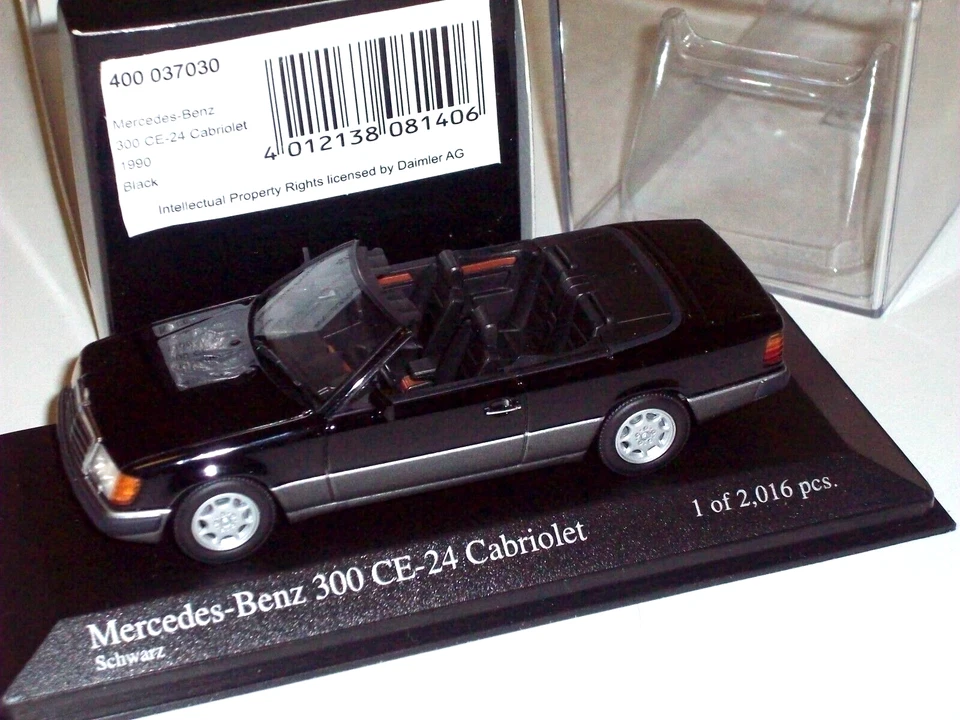 400 037030
Mercedes-Benz
300 CE-24 Cabriolet
1990
Black
4 012138 081406
Intellectual Property Rights licensed by Daimler AG
1 of 2,016 pcs.
Mercedes-Benz 300 CE-24 Cabriolet
Schwarz